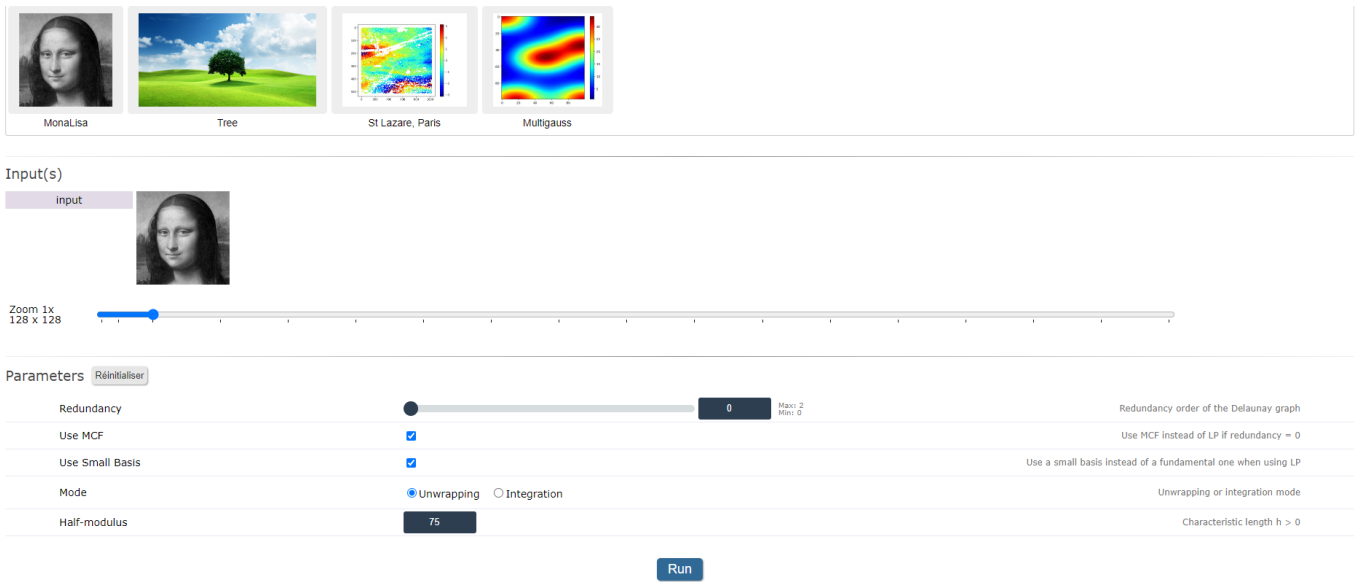 MonaLisa Tree St Lazare, Paris Multigauss
Input(s)
input
Zoom 1x
128 x 128
Parameters Réinitialiser
Redundancy 0 Max: 2 Redundancy order of the Delaunay graph
Min: 0
Use MCF Use MCF instead of LP if redundancy = 0
Use Small Basis Use a small basis instead of a fundamental one when using LP
Mode Unwrapping Integration Unwrapping or integration mode
Half-modulus 75 Characteristic length h > 0
Run